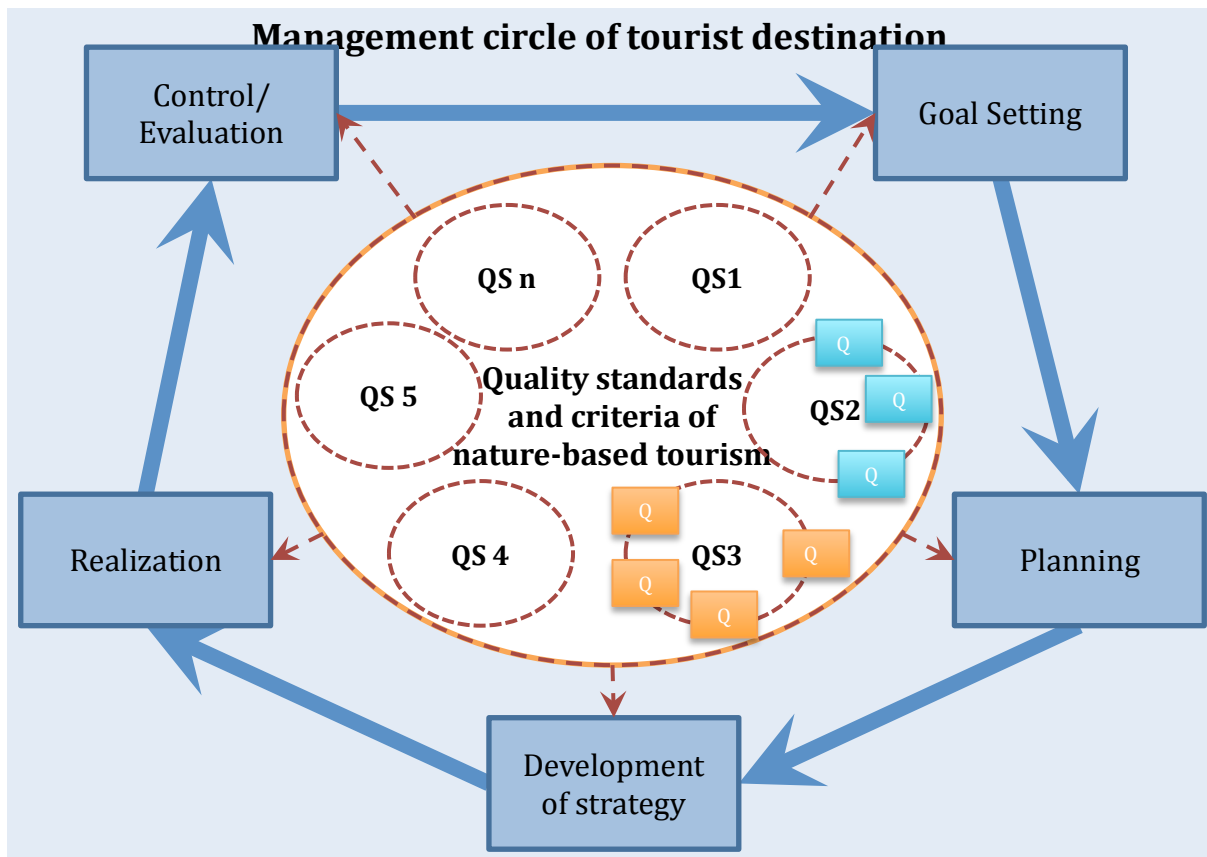 Management circle of tourist destination
Control/
Evaluation
Goal Setting
QS n
QS1
Q
QS 5
Quality standards
and criteria of
nature-based tourism
Q
QS2
Q
Q
QS 4
QS3
Q
Q
Q
Realization
Planning
Development
of strategy